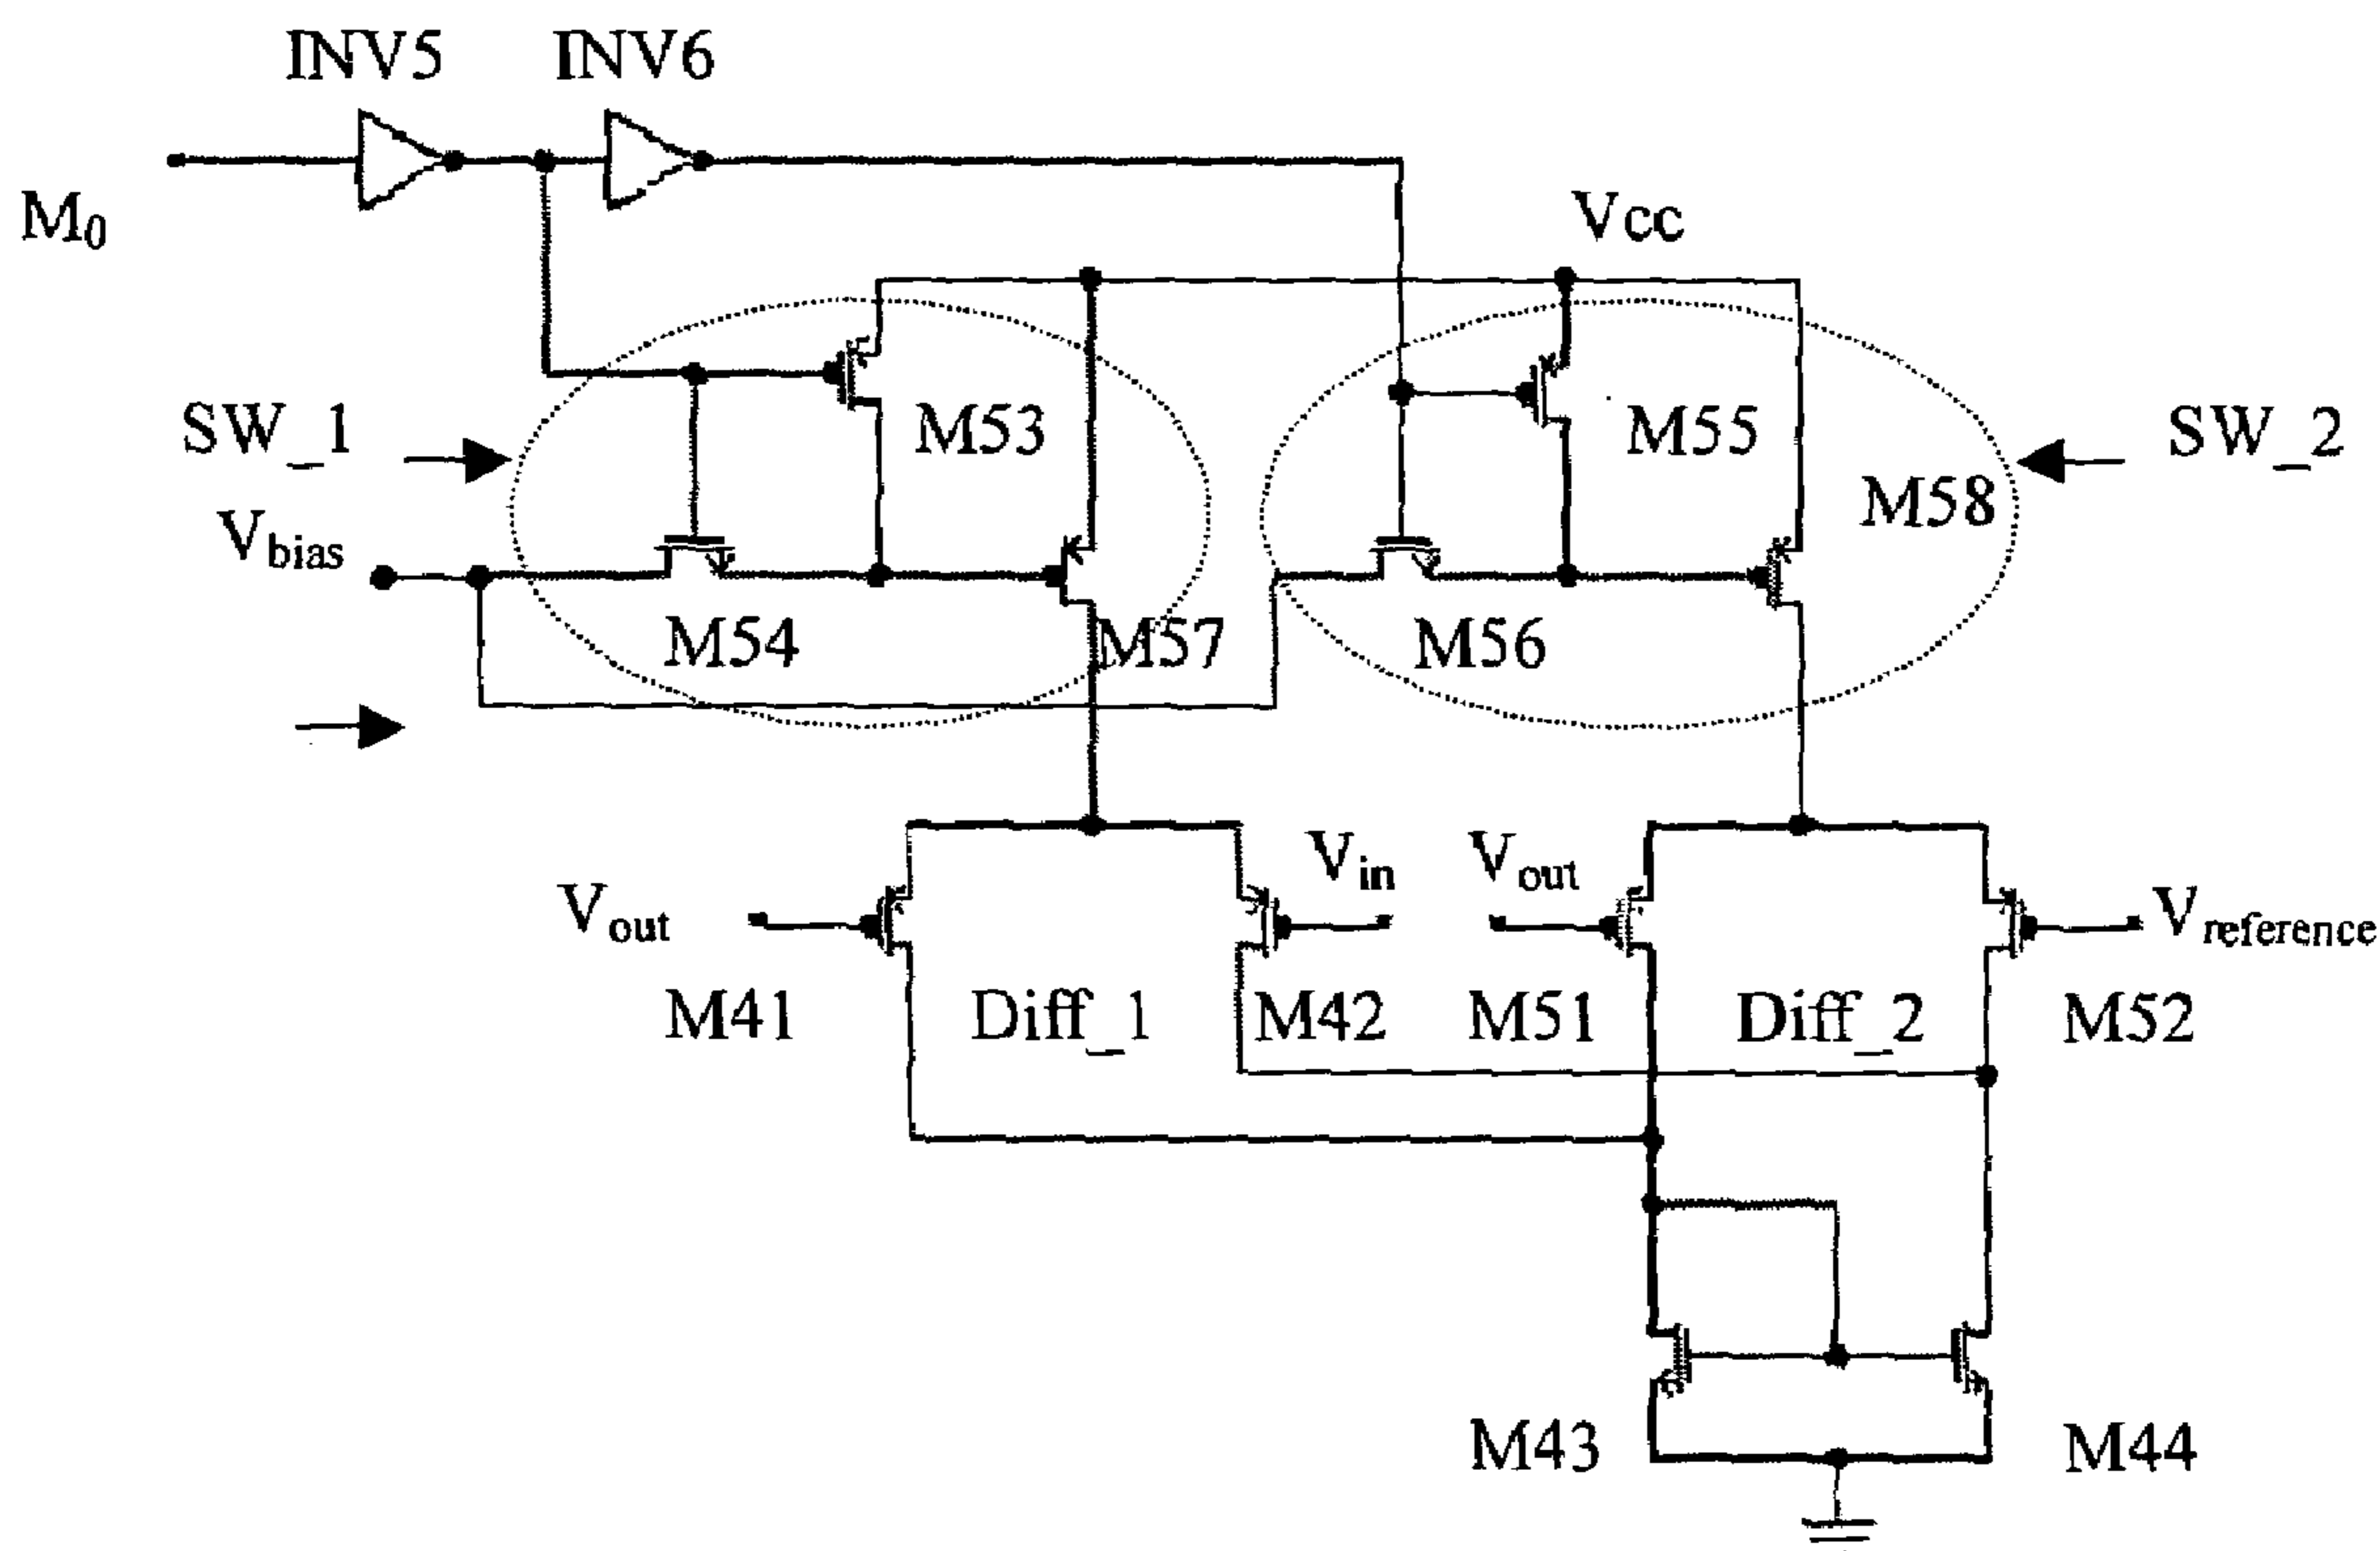 INV5 INV6
M₀
Vcc
SW_1
M53
M55
SW_2
M58
Vbias
M54
M57
M56
Vout
Vin
Vout
Vreference
M41
Diff_1
M42
M51
Diff_2
M52
M43
M44